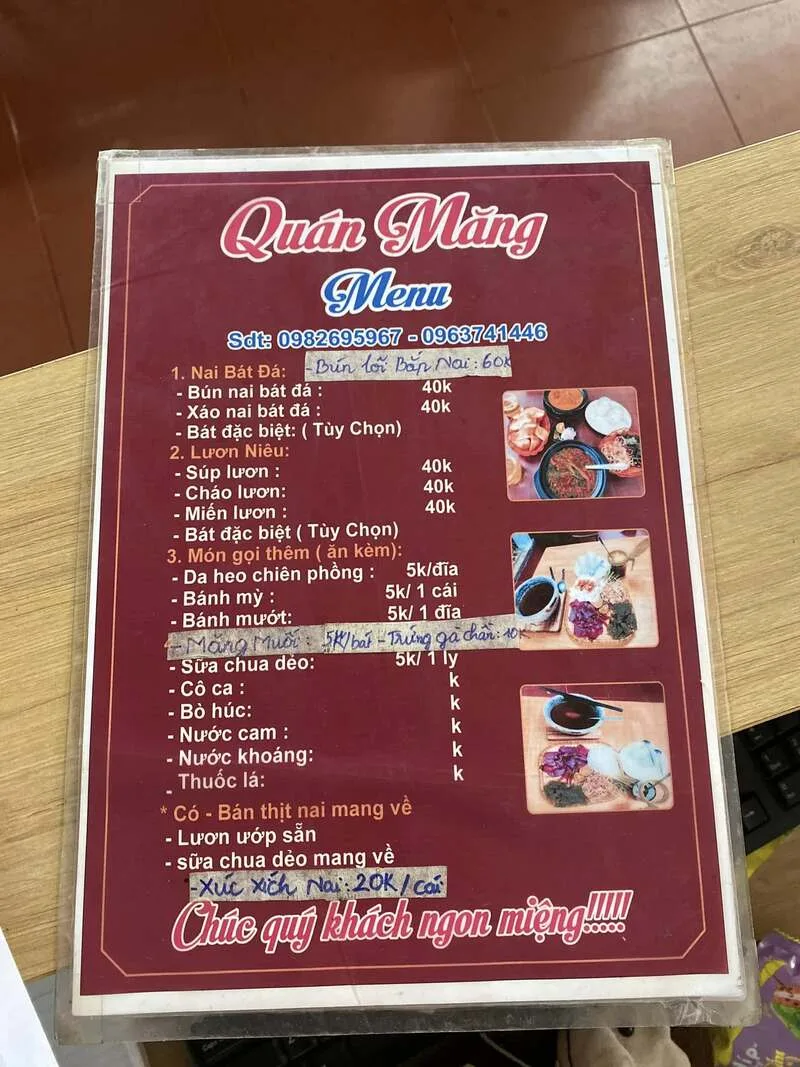 Quán Măng
Menu
Sdt: 0982695967 - 0963741446
1. Nai Bát Đá: - Bún lõi Bắp Nai: 60K
- Bún nai bát đá : 40k
- Xáo nai bát đá : 40k
- Bát đặc biệt: ( Tùy Chọn)
2. Lươn Niêu:
- Súp lươn : 40k
- Cháo lươn: 40k
- Miến lươn : 40k
- Bát đặc biệt ( Tùy Chọn)
3. Món gọi thêm ( ăn kèm):
- Da heo chiên phồng : 5k/đĩa
- Bánh mỳ : 5k/ 1 cái
- Bánh mướt: 5k/ 1 đĩa
- Măng Muối : 5K/bát - Trứng gà chần: 10K
- Sữa chua dẻo: 5k/ 1 ly
- Cô ca : k
- Bò húc: k
- Nước cam : k
- Nước khoáng: k
- Thuốc lá: k
* Có - Bán thịt nai mang về
- Lươn ướp sẵn
- sữa chua dẻo mang về
- Xúc Xích Nai: 20K/cái
Chúc quý khách ngon miệng!!!!!